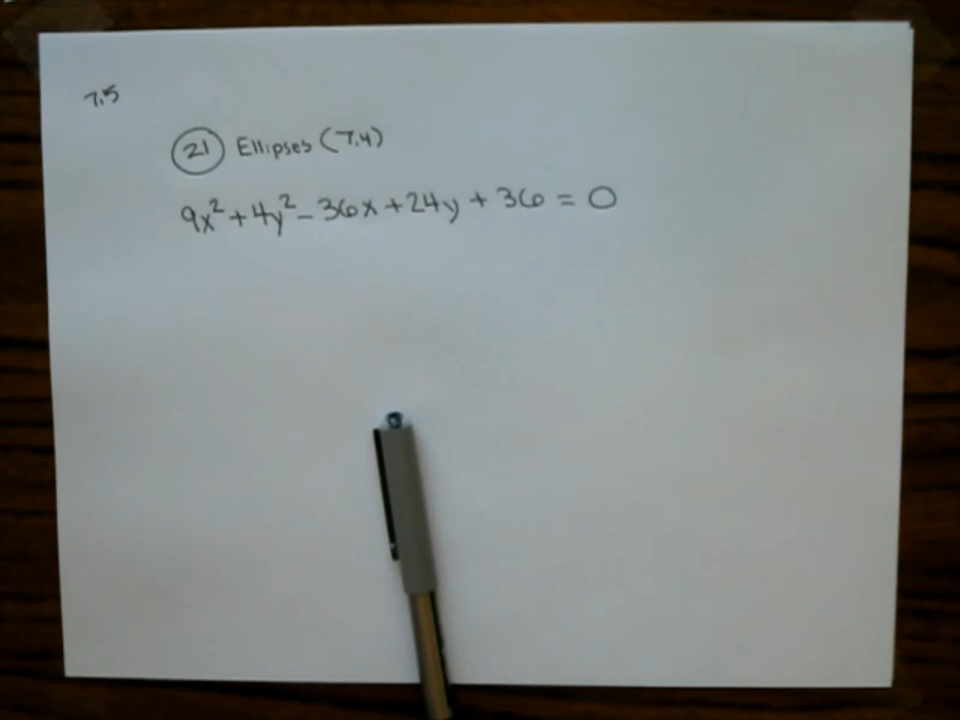 7.5
21 Ellipses (7.4)
9x² + 4y² - 36x + 24y + 36 = 0